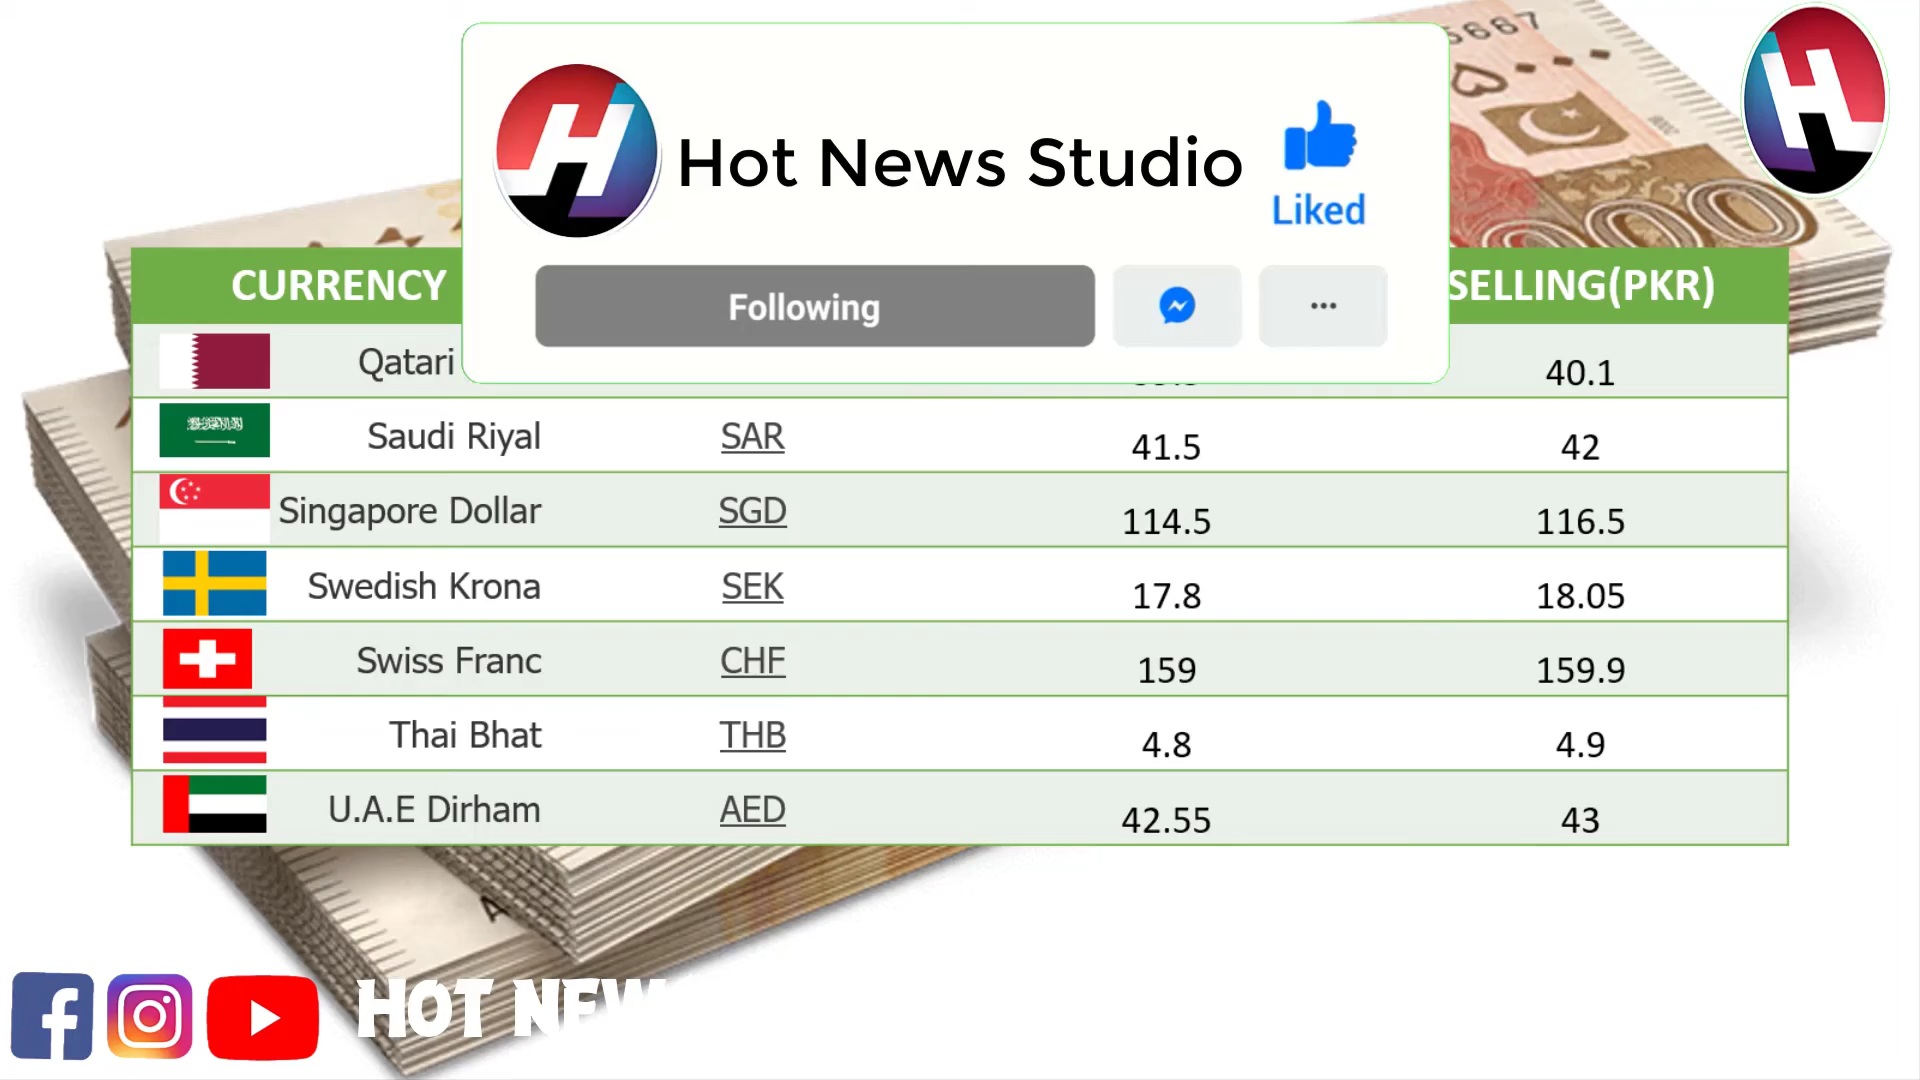 5667
Hot News Studio
Liked
Following
CURRENCY SELLING(PKR)
Qatari 40.1
Saudi Riyal SAR 41.5 42
Singapore Dollar SGD 114.5 116.5
Swedish Krona SEK 17.8 18.05
Swiss Franc CHF 159 159.9
Thai Bhat THB 4.8 4.9
U.A.E Dirham AED 42.55 43
HOT NEW